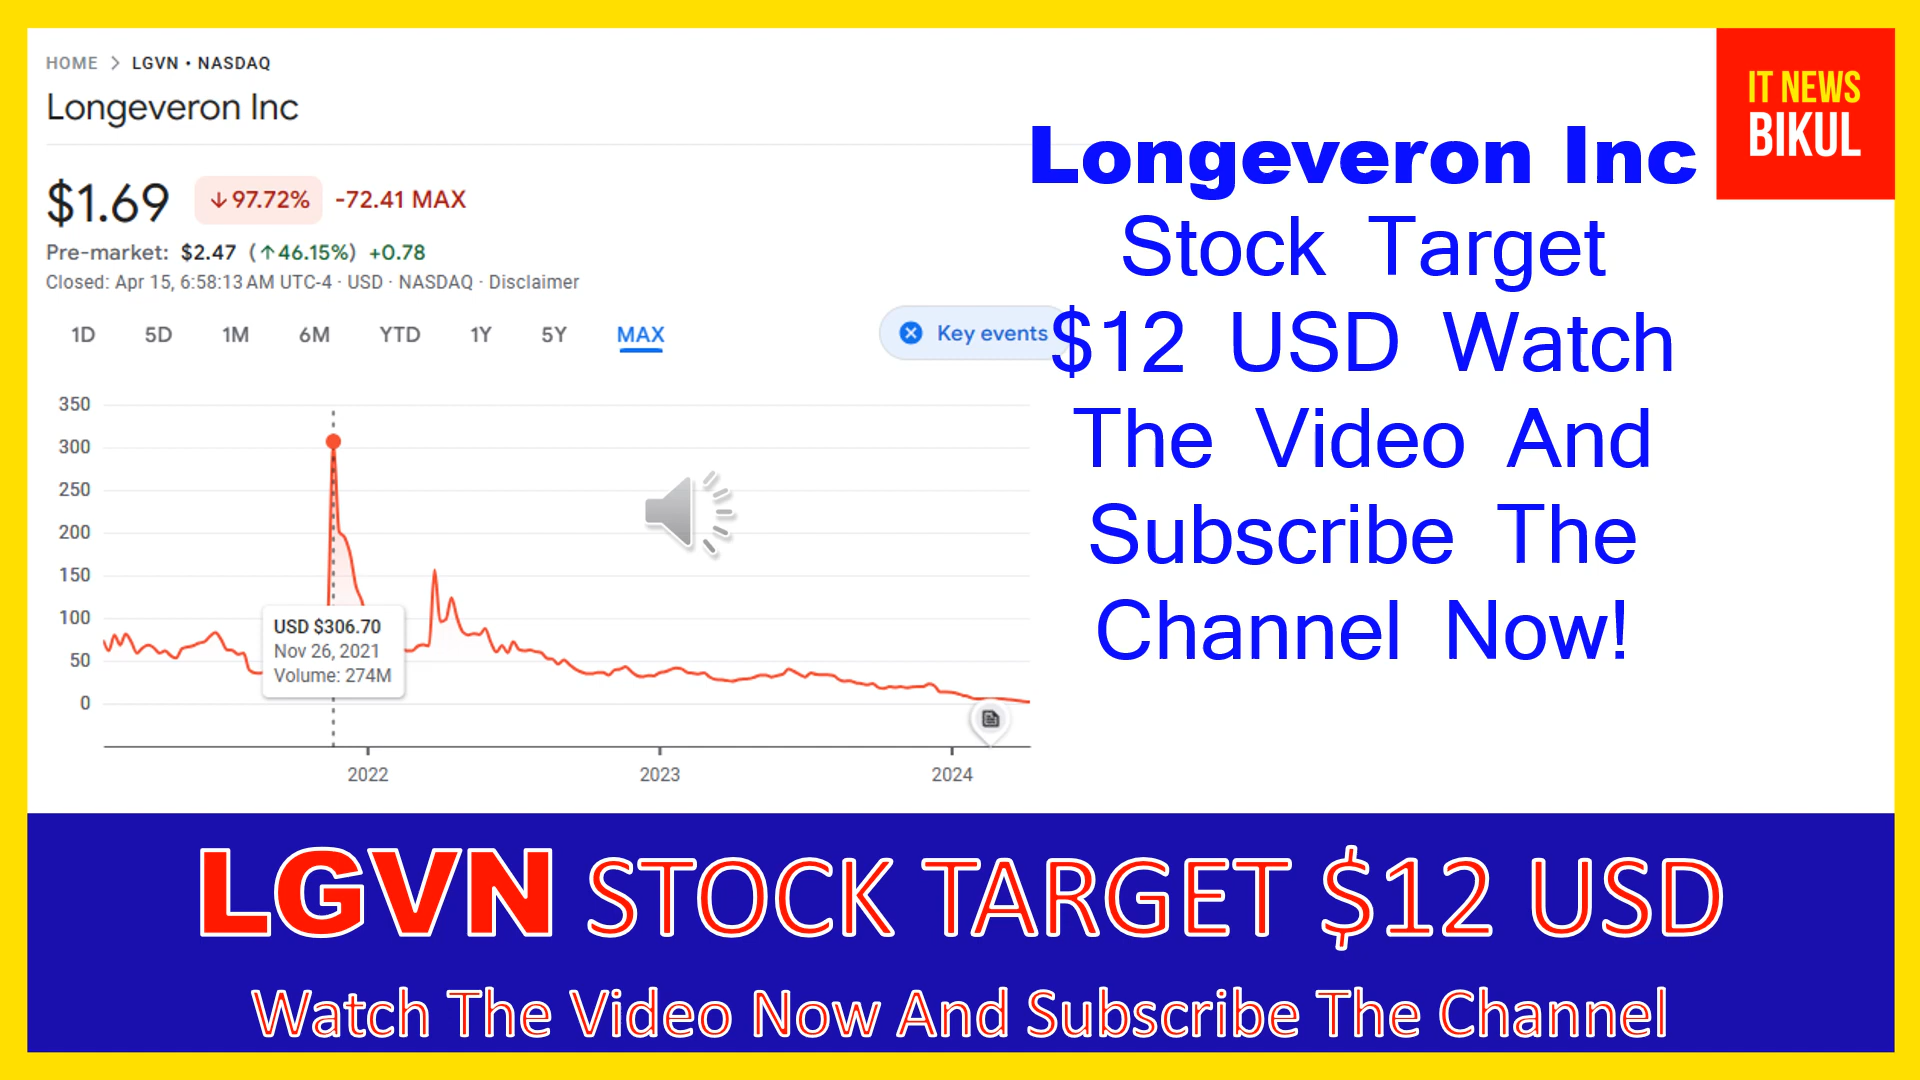 HOME > LGVN • NASDAQ
Longeveron Inc
$1.69 ↓97.72% -72.41 MAX
Pre-market: $2.47 (↑46.15%) +0.78
Closed: Apr 15, 6:58:13 AM UTC-4 · USD · NASDAQ · Disclaimer
1D 5D 1M 6M YTD 1Y 5Y MAX
Key events
350
300
250
200
150
100
50
0
USD $306.70
Nov 26, 2021
Volume: 274M
2022 2023 2024
IT NEWS
BIKUL
Longeveron Inc
Stock Target
$12 USD Watch
The Video And
Subscribe The
Channel Now!
LGVN STOCK TARGET $12 USD
Watch The Video Now And Subscribe The Channel